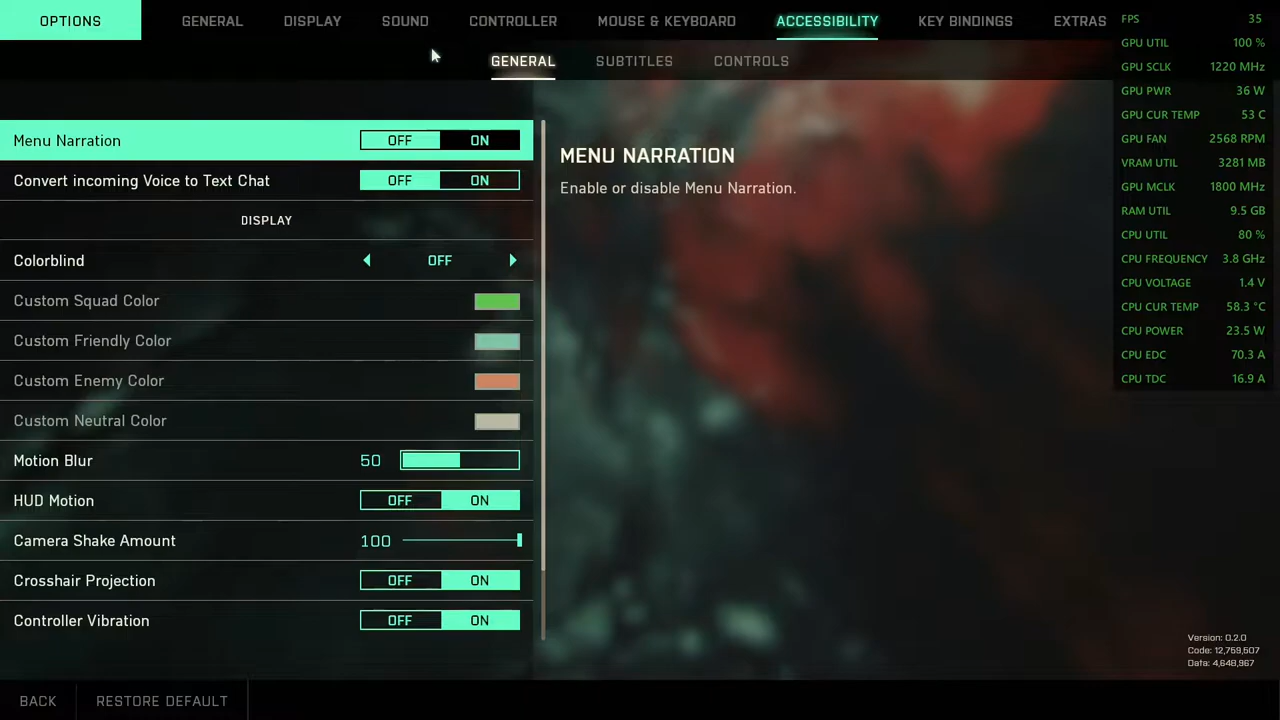 OPTIONS GENERAL DISPLAY SOUND CONTROLLER MOUSE & KEYBOARD ACCESSIBILITY KEY BINDINGS EXTRAS
GENERAL SUBTITLES CONTROLS
Menu Narration OFF ON
Convert incoming Voice to Text Chat OFF ON
DISPLAY
Colorblind OFF
Custom Squad Color
Custom Friendly Color
Custom Enemy Color
Custom Neutral Color
Motion Blur 50
HUD Motion OFF ON
Camera Shake Amount 100
Crosshair Projection OFF ON
Controller Vibration OFF ON
MENU NARRATION
Enable or disable Menu Narration.
FPS 35
GPU UTIL 100 %
GPU SCLK 1220 MHz
GPU PWR 36 W
GPU CUR TEMP 53 C
GPU FAN 2568 RPM
VRAM UTIL 3281 MB
GPU MCLK 1800 MHz
RAM UTIL 9.5 GB
CPU UTIL 80 %
CPU FREQUENCY 3.8 GHz
CPU VOLTAGE 1.4 V
CPU CUR TEMP 58.3 °C
CPU POWER 23.5 W
CPU EDC 70.3 A
CPU TDC 16.9 A
Version: 0.2.0
Code: 12,759,507
Data: 4,648,967
BACK RESTORE DEFAULT